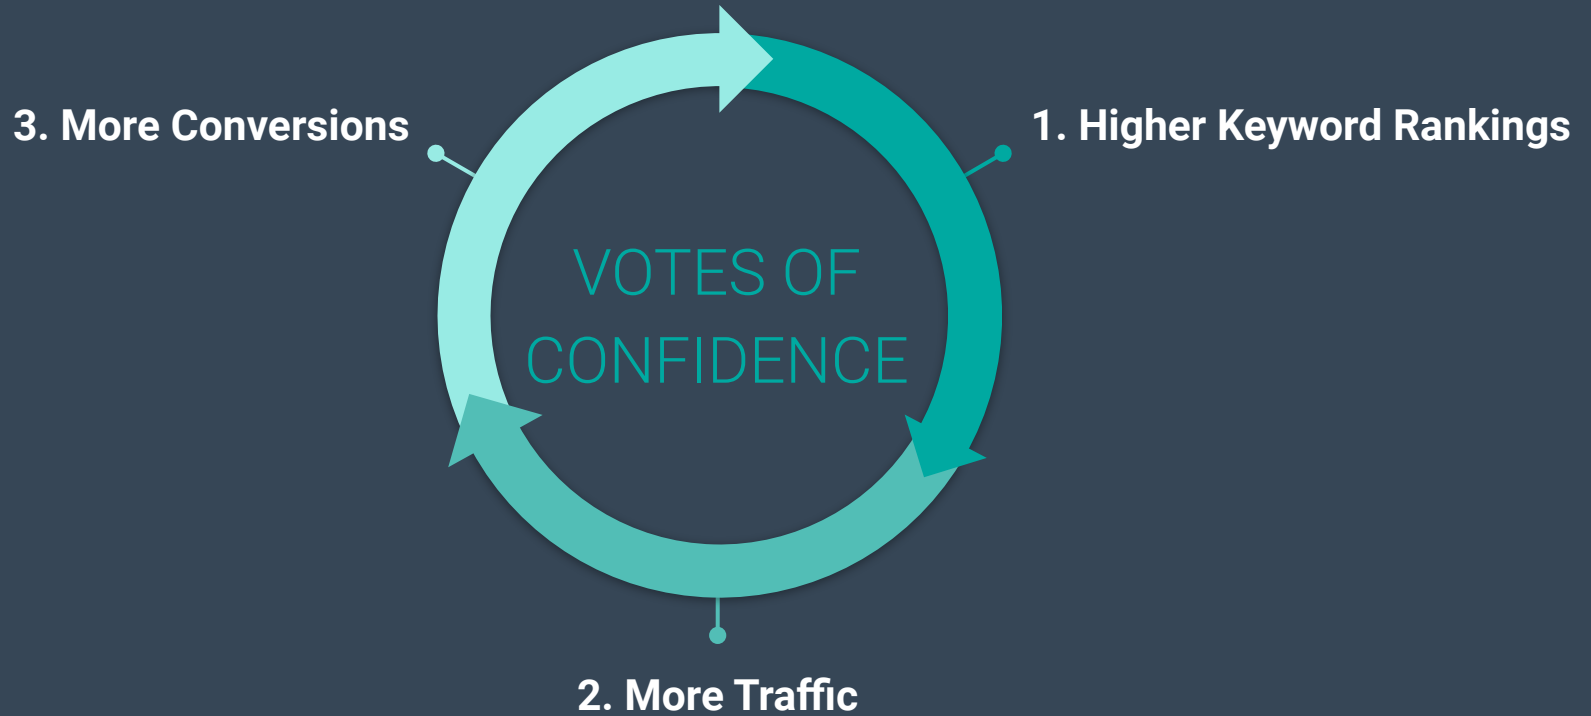 3. More Conversions
1. Higher Keyword Rankings
VOTES OF
CONFIDENCE
2. More Traffic